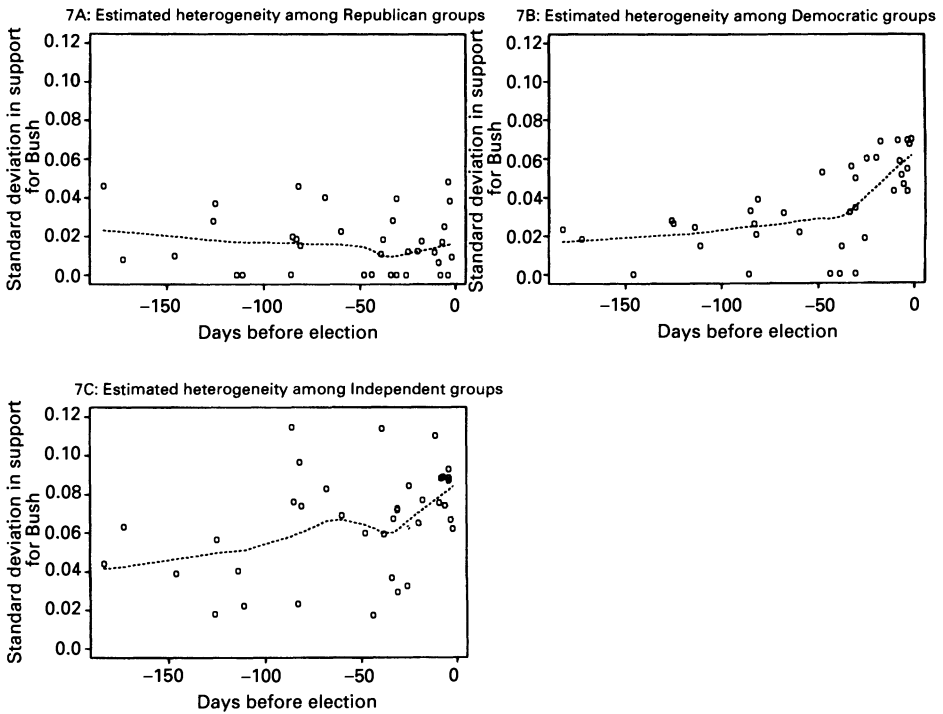 7A: Estimated heterogeneity among Republican groups
Standard deviation in support
for Bush
0.12
0.10
0.08
0.06
0.04
0.02
0.0
−150
−100
−50
0
Days before election
7B: Estimated heterogeneity among Democratic groups
Standard deviation in support
for Bush
0.12
0.10
0.08
0.06
0.04
0.02
0.0
−150
−100
−50
0
Days before election
7C: Estimated heterogeneity among Independent groups
Standard deviation in support
for Bush
0.12
0.10
0.08
0.06
0.04
0.02
0.0
−150
−100
−50
0
Days before election